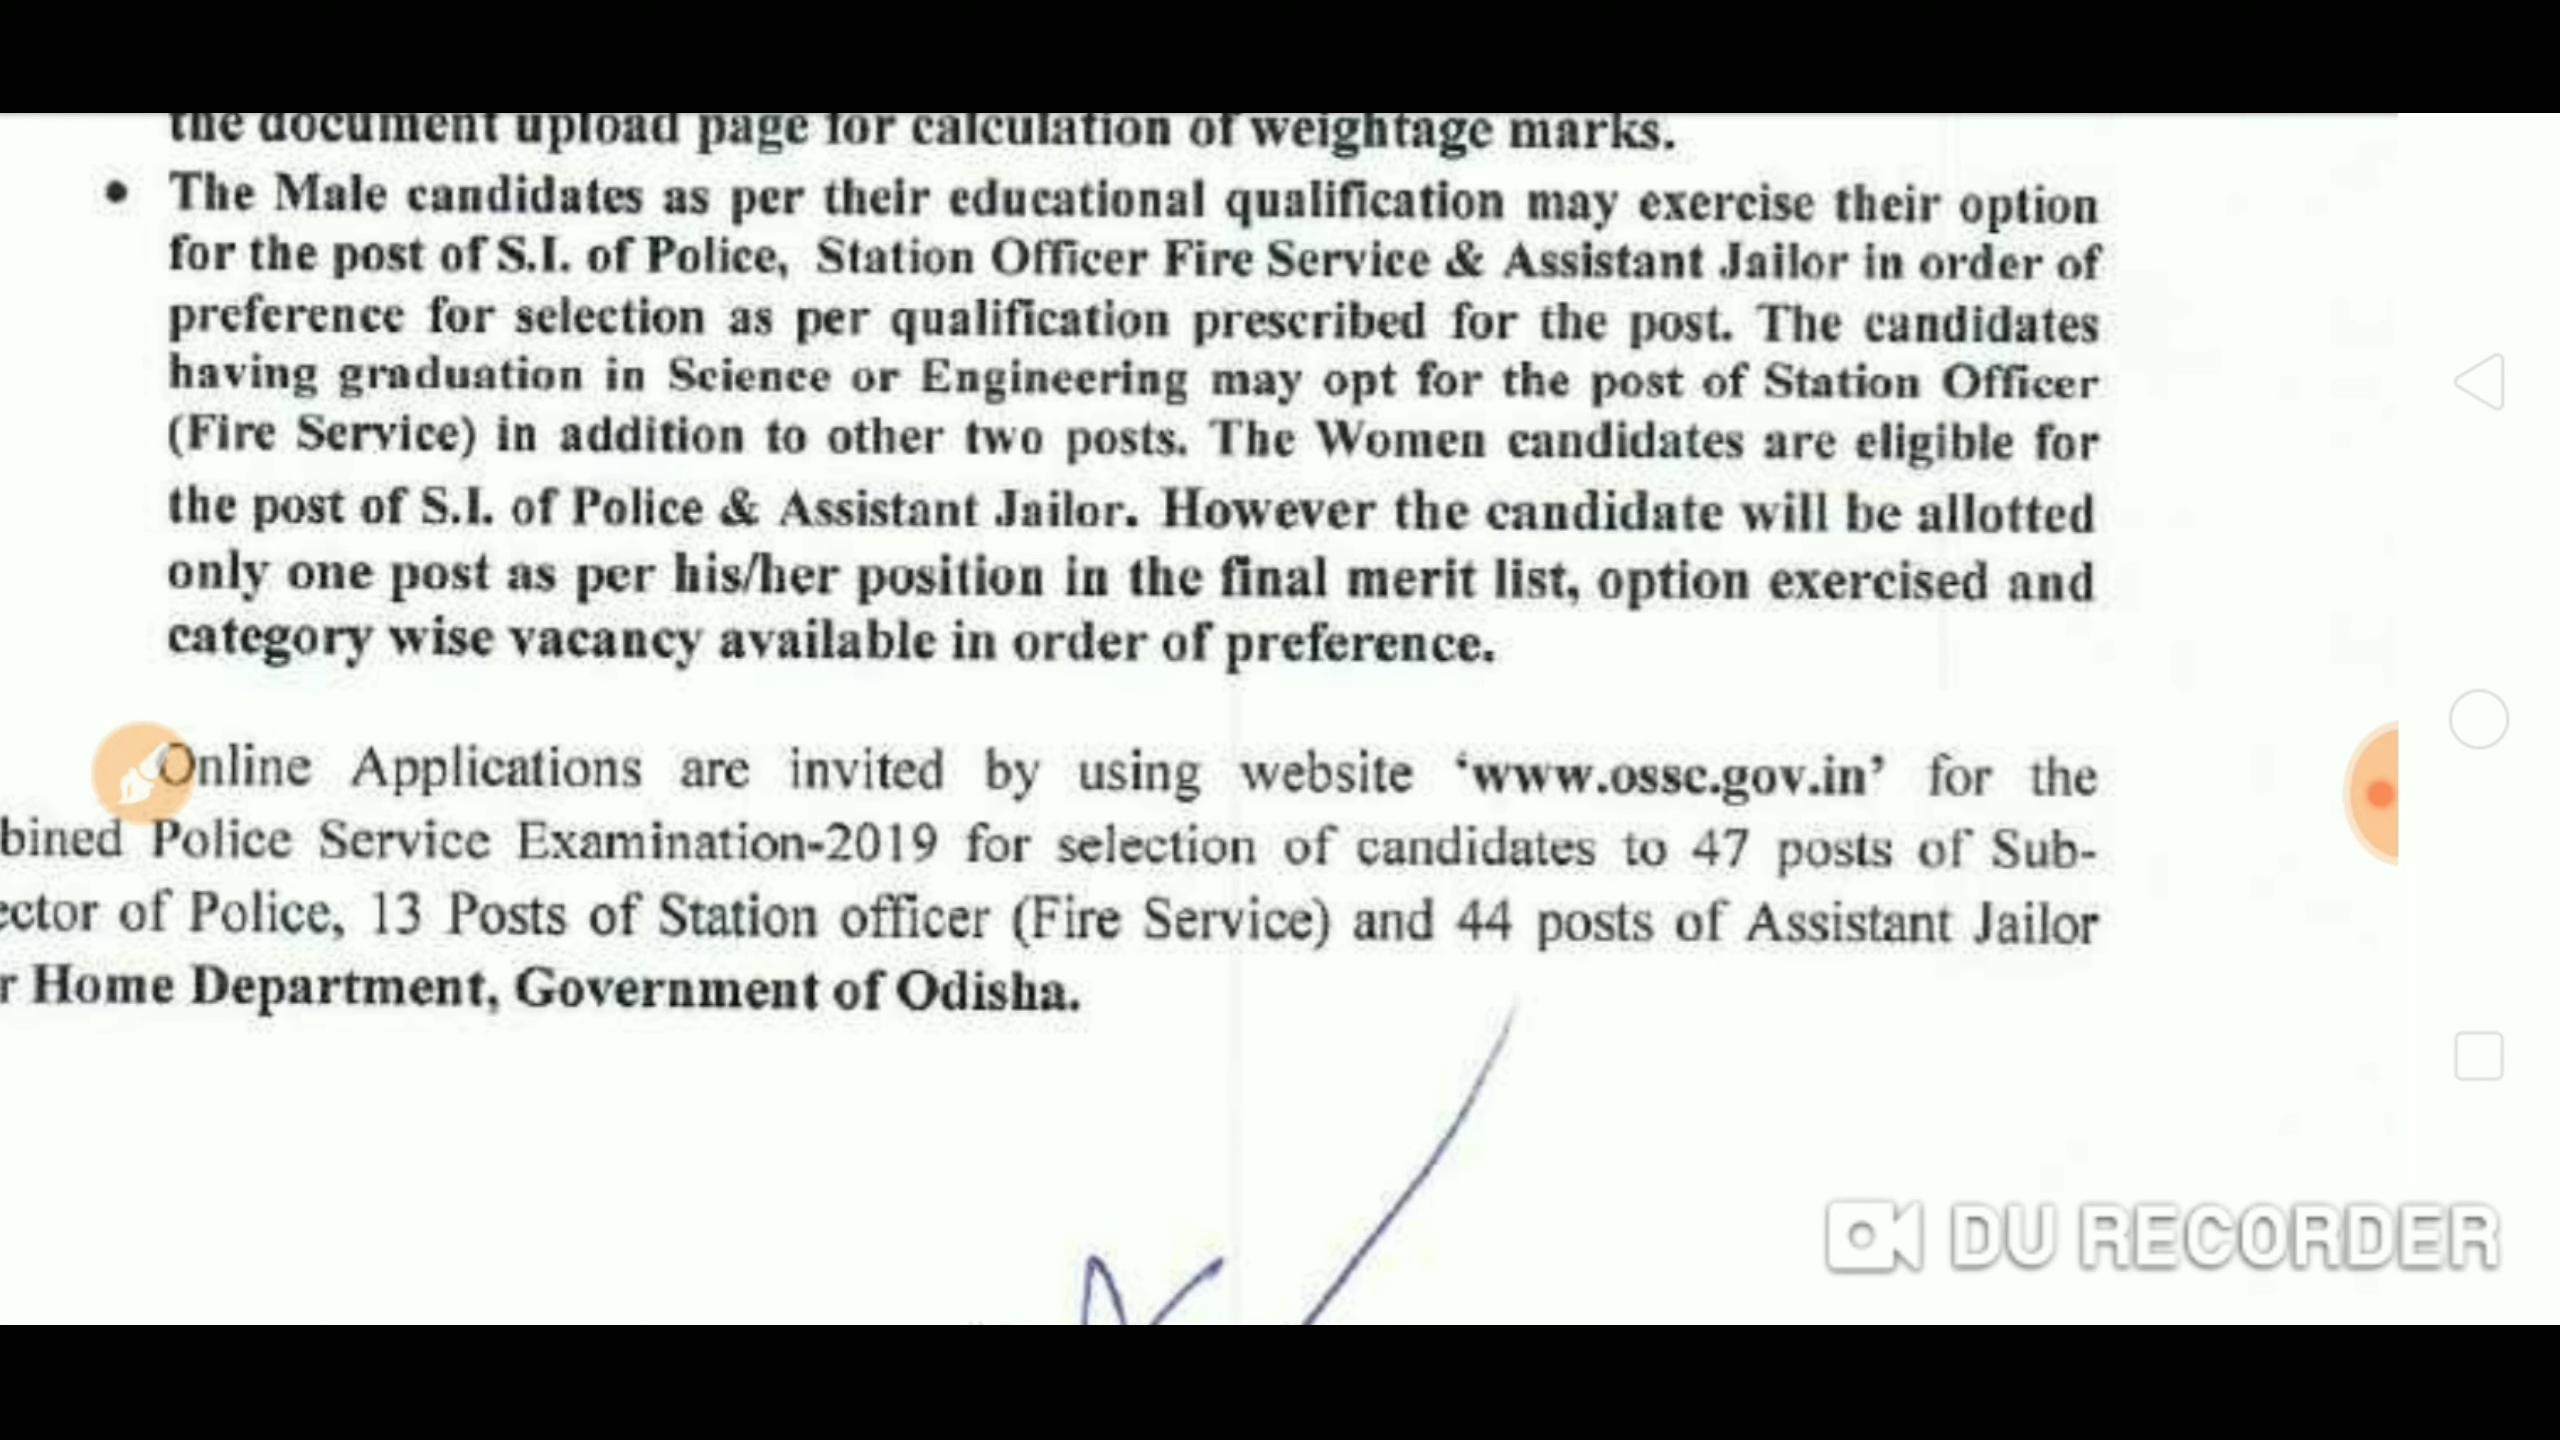 the document upload page for calculation of weightage marks.
• The Male candidates as per their educational qualification may exercise their option
for the post of S.I. of Police, Station Officer Fire Service & Assistant Jailor in order of
preference for selection as per qualification prescribed for the post. The candidates
having graduation in Science or Engineering may opt for the post of Station Officer
(Fire Service) in addition to other two posts. The Women candidates are eligible for
the post of S.I. of Police & Assistant Jailor. However the candidate will be allotted
only one post as per his/her position in the final merit list, option exercised and
category wise vacancy available in order of preference.
Online Applications are invited by using website ‘www.ossc.gov.in’ for the
bined Police Service Examination-2019 for selection of candidates to 47 posts of Sub-
ector of Police, 13 Posts of Station officer (Fire Service) and 44 posts of Assistant Jailor
r Home Department, Government of Odisha.
DU RECORDER